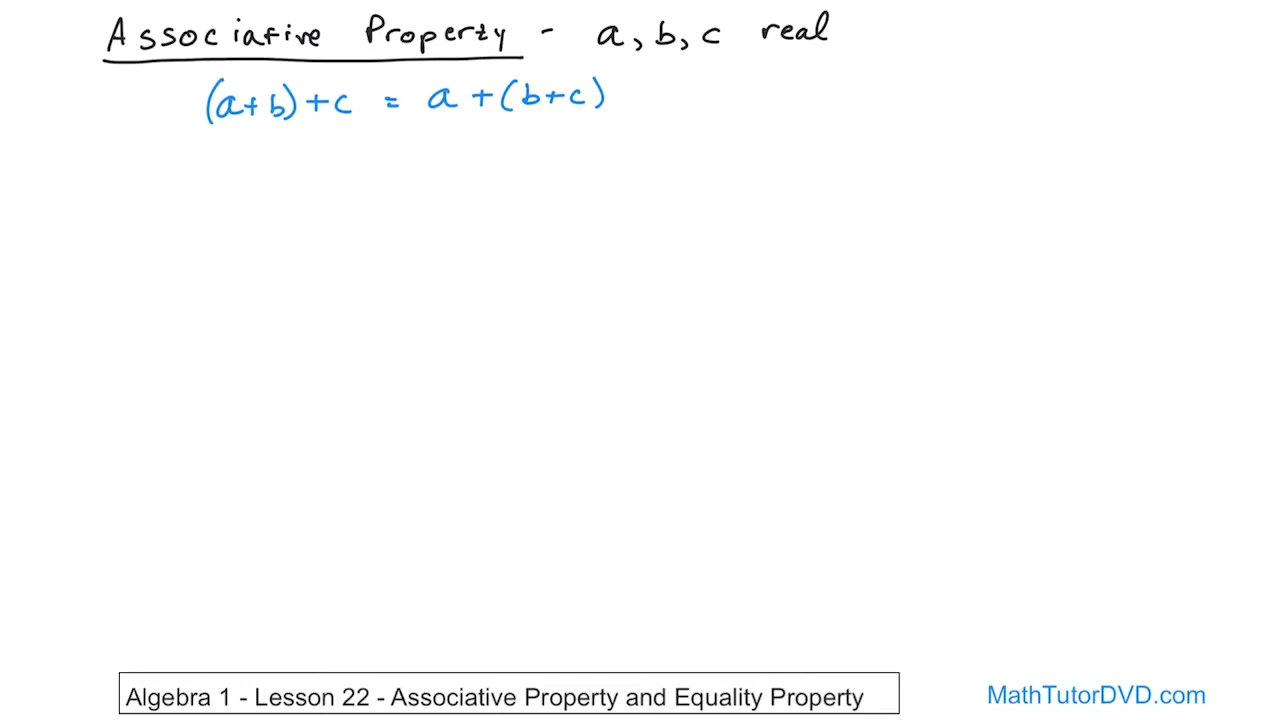 Associative Property - a, b, c real
(a+b)+c = a+(b+c)
Algebra 1 - Lesson 22 - Associative Property and Equality Property
MathTutorDVD.com